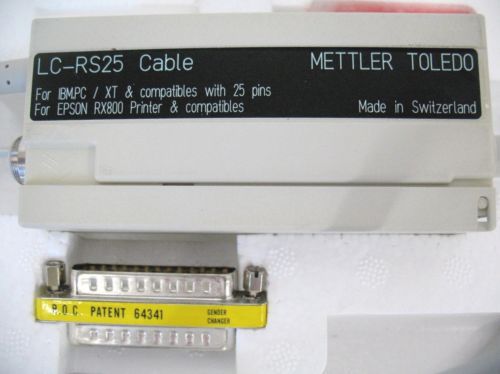 LC-RS25 Cable METTLER TOLEDO
For IBM.PC / XT & compatibles with 25 pins
For EPSON RX800 Printer & compatibles Made in Switzerland
R.O.C. PATENT 64341 GENDER
CHANGER